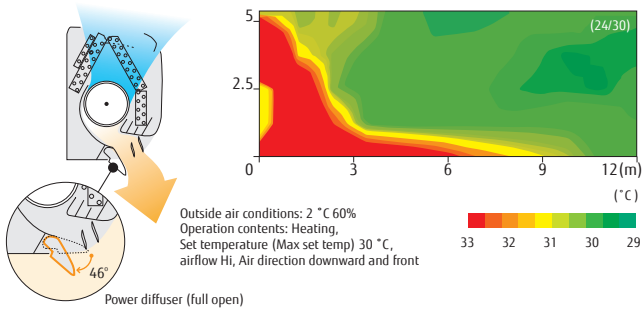 5
(24/30)
2.5
0
3
6
9
12(m)
(˚C)
33
32
31
30
29
Outside air conditions: 2 ˚C 60%
Operation contents: Heating,
Set temperature (Max set temp) 30 ˚C,
airflow Hi, Air direction downward and front
46°
Power diffuser (full open)